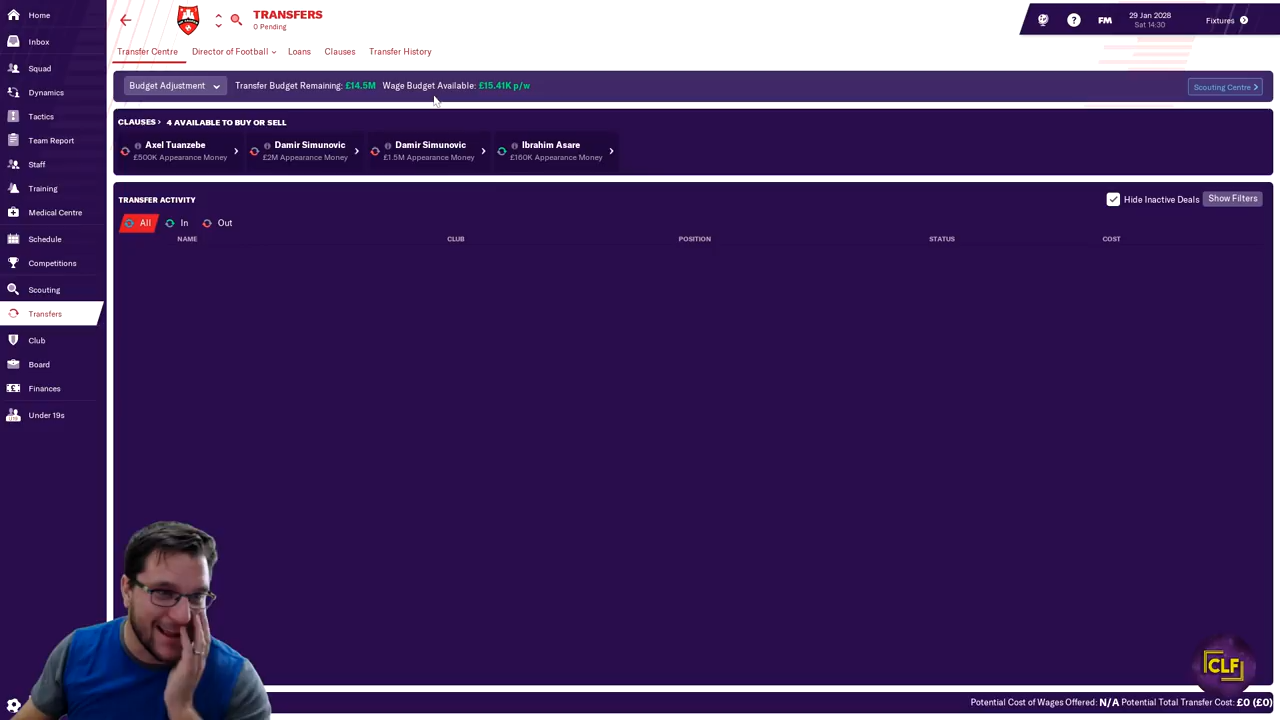 Home
Inbox
Squad
Dynamics
Tactics
Team Report
Staff
Training
Medical Centre
Schedule
Competitions
Scouting
Transfers
Club
Board
Finances
Under 19s
TRANSFERS
0 Pending
? FM 29 Jan 2028 Fixtures
Sat 14:30
Transfer Centre Director of Football Loans Clauses Transfer History
Budget Adjustment Transfer Budget Remaining: £14.5M Wage Budget Available: £15.41K p/w Scouting Centre >
CLAUSES > 4 AVAILABLE TO BUY OR SELL
Axel Tuanzebe Damir Simunovic Damir Simunovic Ibrahim Asare
£500K Appearance Money £2M Appearance Money £1.5M Appearance Money £160K Appearance Money
TRANSFER ACTIVITY Hide Inactive Deals Show Filters
All In Out
NAME CLUB POSITION STATUS COST
CLF
Potential Cost of Wages Offered: N/A Potential Total Transfer Cost: £0 (£0)